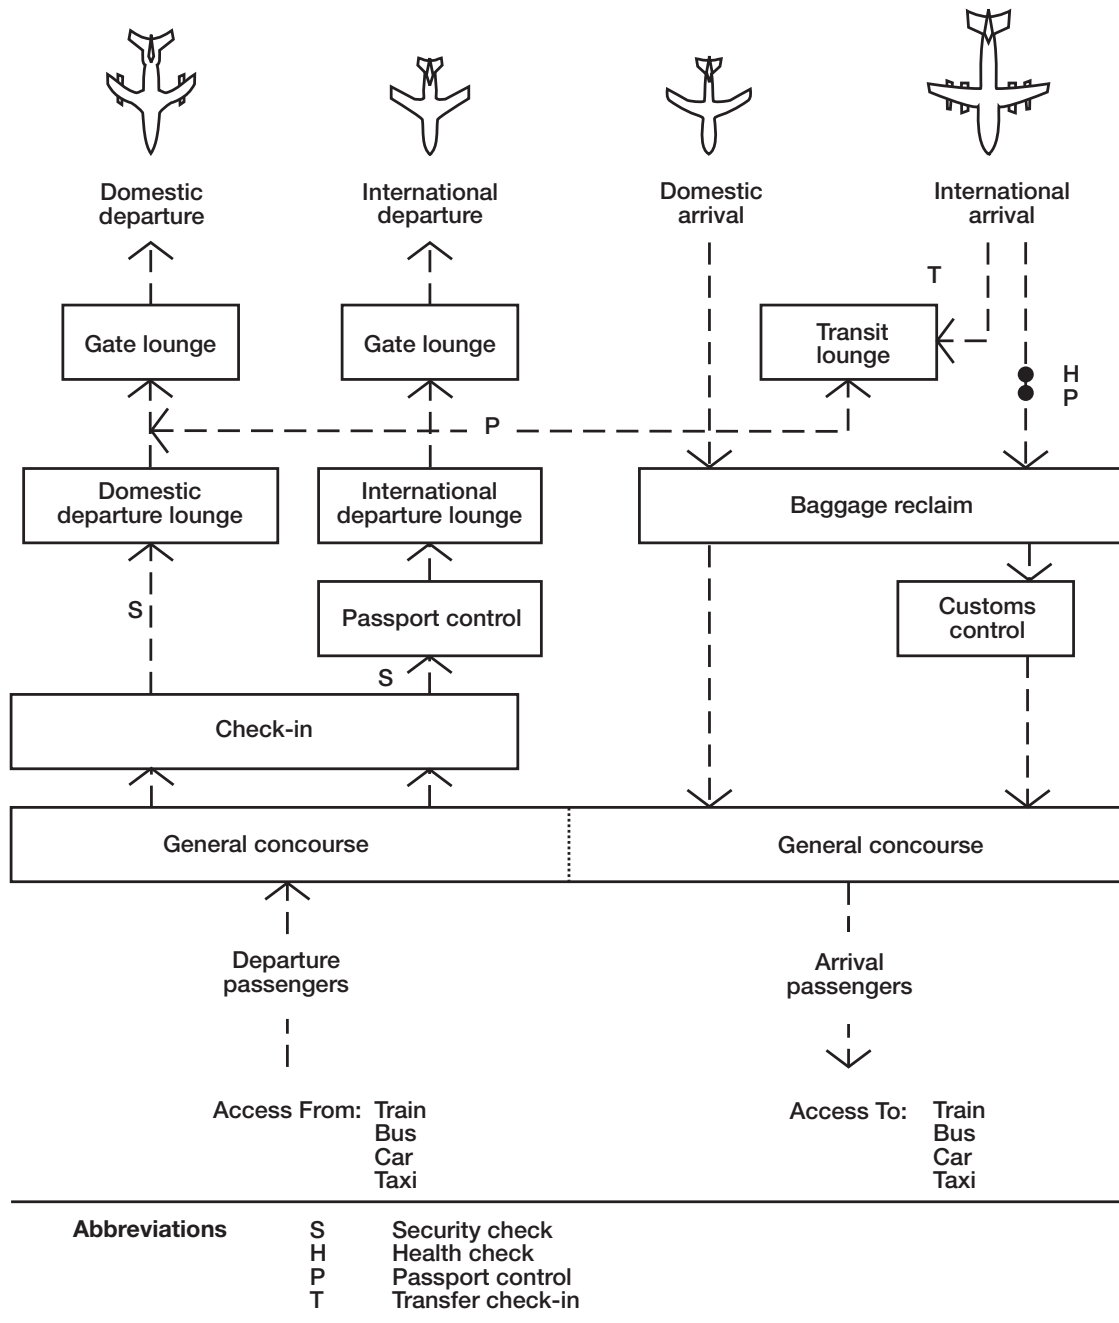 Domestic
departure
International
departure
Domestic
arrival
International
arrival
T
Gate lounge
Gate lounge
Transit
lounge
H
P
P
Domestic
departure lounge
International
departure lounge
Baggage reclaim
S
Passport control
Customs
control
S
Check-in
General concourse
General concourse
Departure
passengers
Arrival
passengers
Access From: Train
Bus
Car
Taxi
Access To: Train
Bus
Car
Taxi
Abbreviations S Security check
H Health check
P Passport control
T Transfer check-in